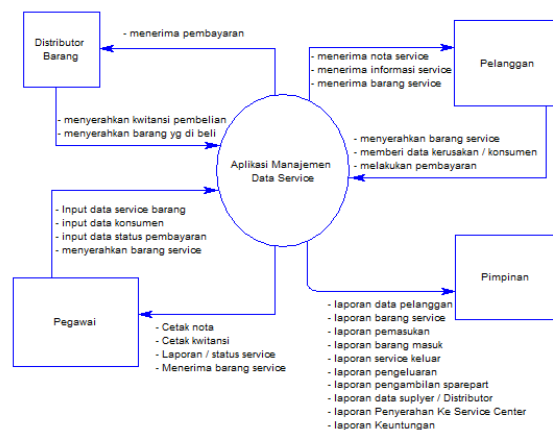 Distributor
Barang
- menerima pembayaran
- menerima nota service
- menerima informasi service
- menerima barang service
Pelanggan
- menyerahkan kwitansi pembelian
- menyerahkan barang yg di beli
Aplikasi Manajemen
Data Service
- menyerahkan barang service
- memberi data kerusakan / konsumen
- melakukan pembayaran
- Input data service barang
- input data konsumen
- input data status pembayaran
- menyerahkan barang service
Pegawai
- Cetak nota
- Cetak kwitansi
- Laporan / status service
- Menerima barang service
Pimpinan
- laporan data pelanggan
- laporan barang service
- laporan pemasukan
- laporan barang masuk
- laporan service keluar
- laporan pengeluaran
- laporan pengambilan sparepart
- laporan data suplyer / Distributor
- laporan Penyerahan Ke Service Center
- laporan Keuntungan